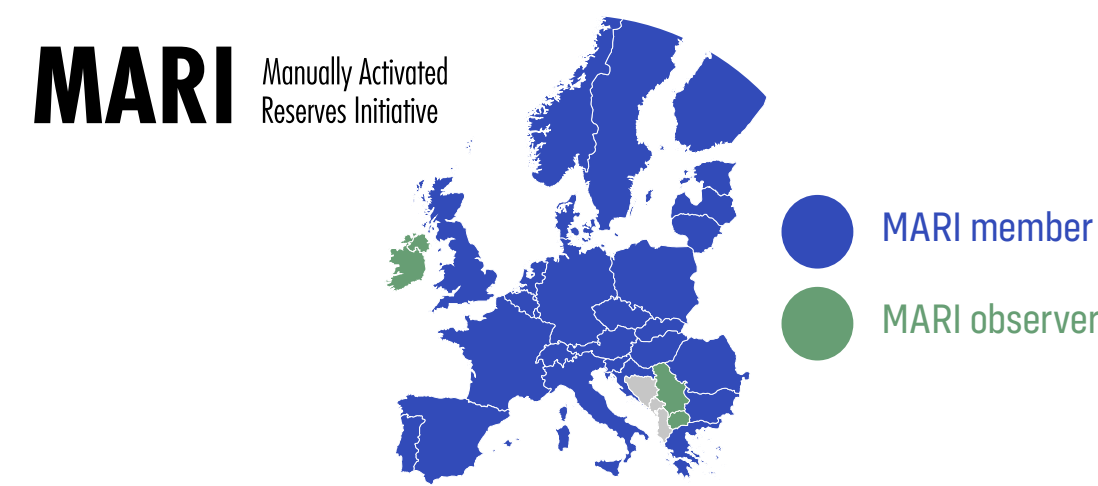 MARI
Manually Activated
Reserves Initiative
MARI member
MARI observer